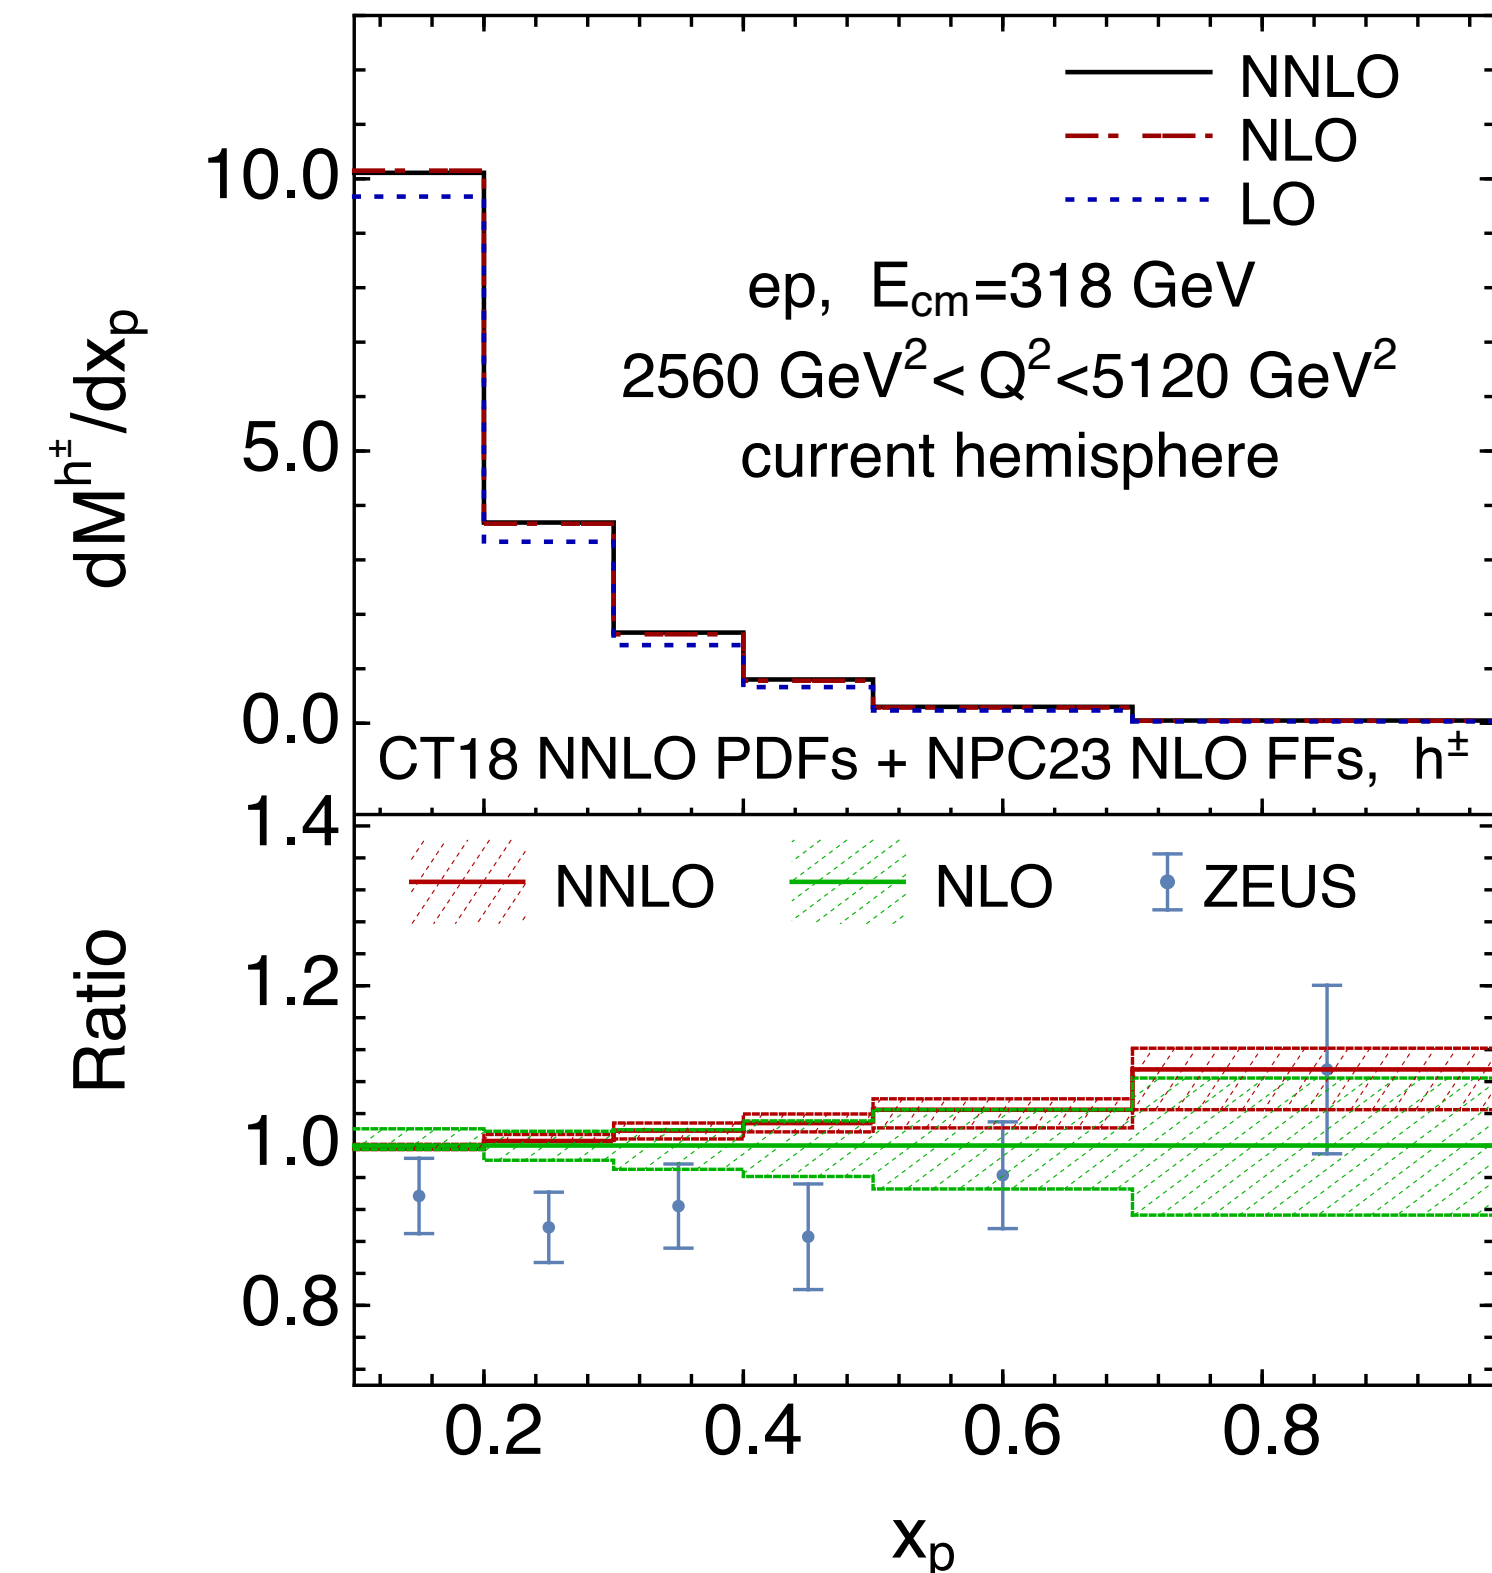 NNLO
NLO
LO
ep, E_cm=318 GeV
2560 GeV²<Q²<5120 GeV²
current hemisphere
dM^h^±/dx_p
10.0
5.0
0.0
CT18 NNLO PDFs + NPC23 NLO FFs, h^±
NNLO
NLO
ZEUS
Ratio
1.4
1.2
1.0
0.8
0.2 0.4 0.6 0.8
x_p